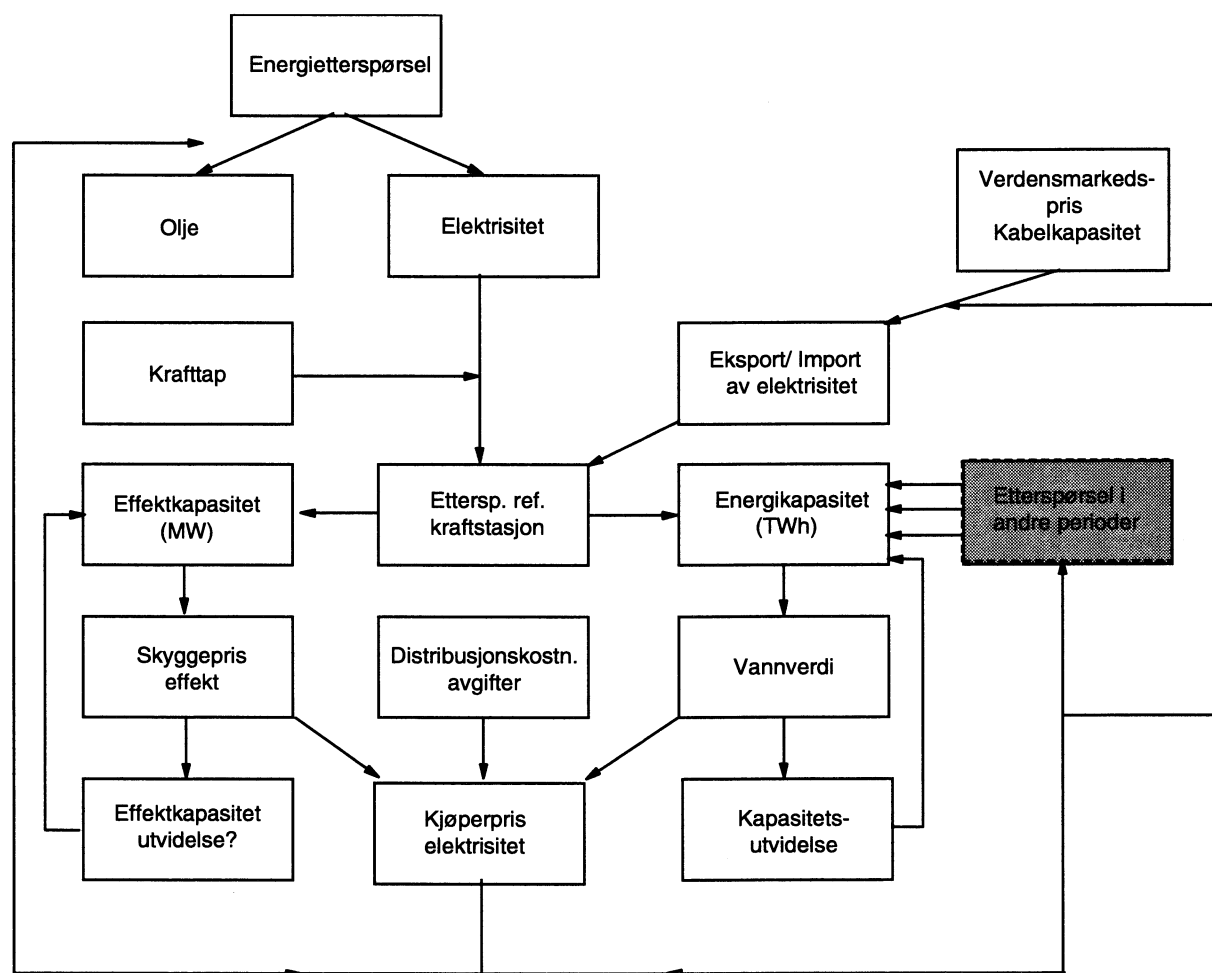 Energietterspørsel
Olje
Elektrisitet
Verdensmarkeds-
pris
Kabelkapasitet
Krafttap
Eksport/ Import
av elektrisitet
Effektkapasitet
(MW)
Ettersp. ref.
kraftstasjon
Energikapasitet
(TWh)
Etterspørsel i
andre perioder
Skyggepris
effekt
Distribusjonskostn.
avgifter
Vannverdi
Effektkapasitet
utvidelse?
Kjøperpris
elektrisitet
Kapasitets-
utvidelse